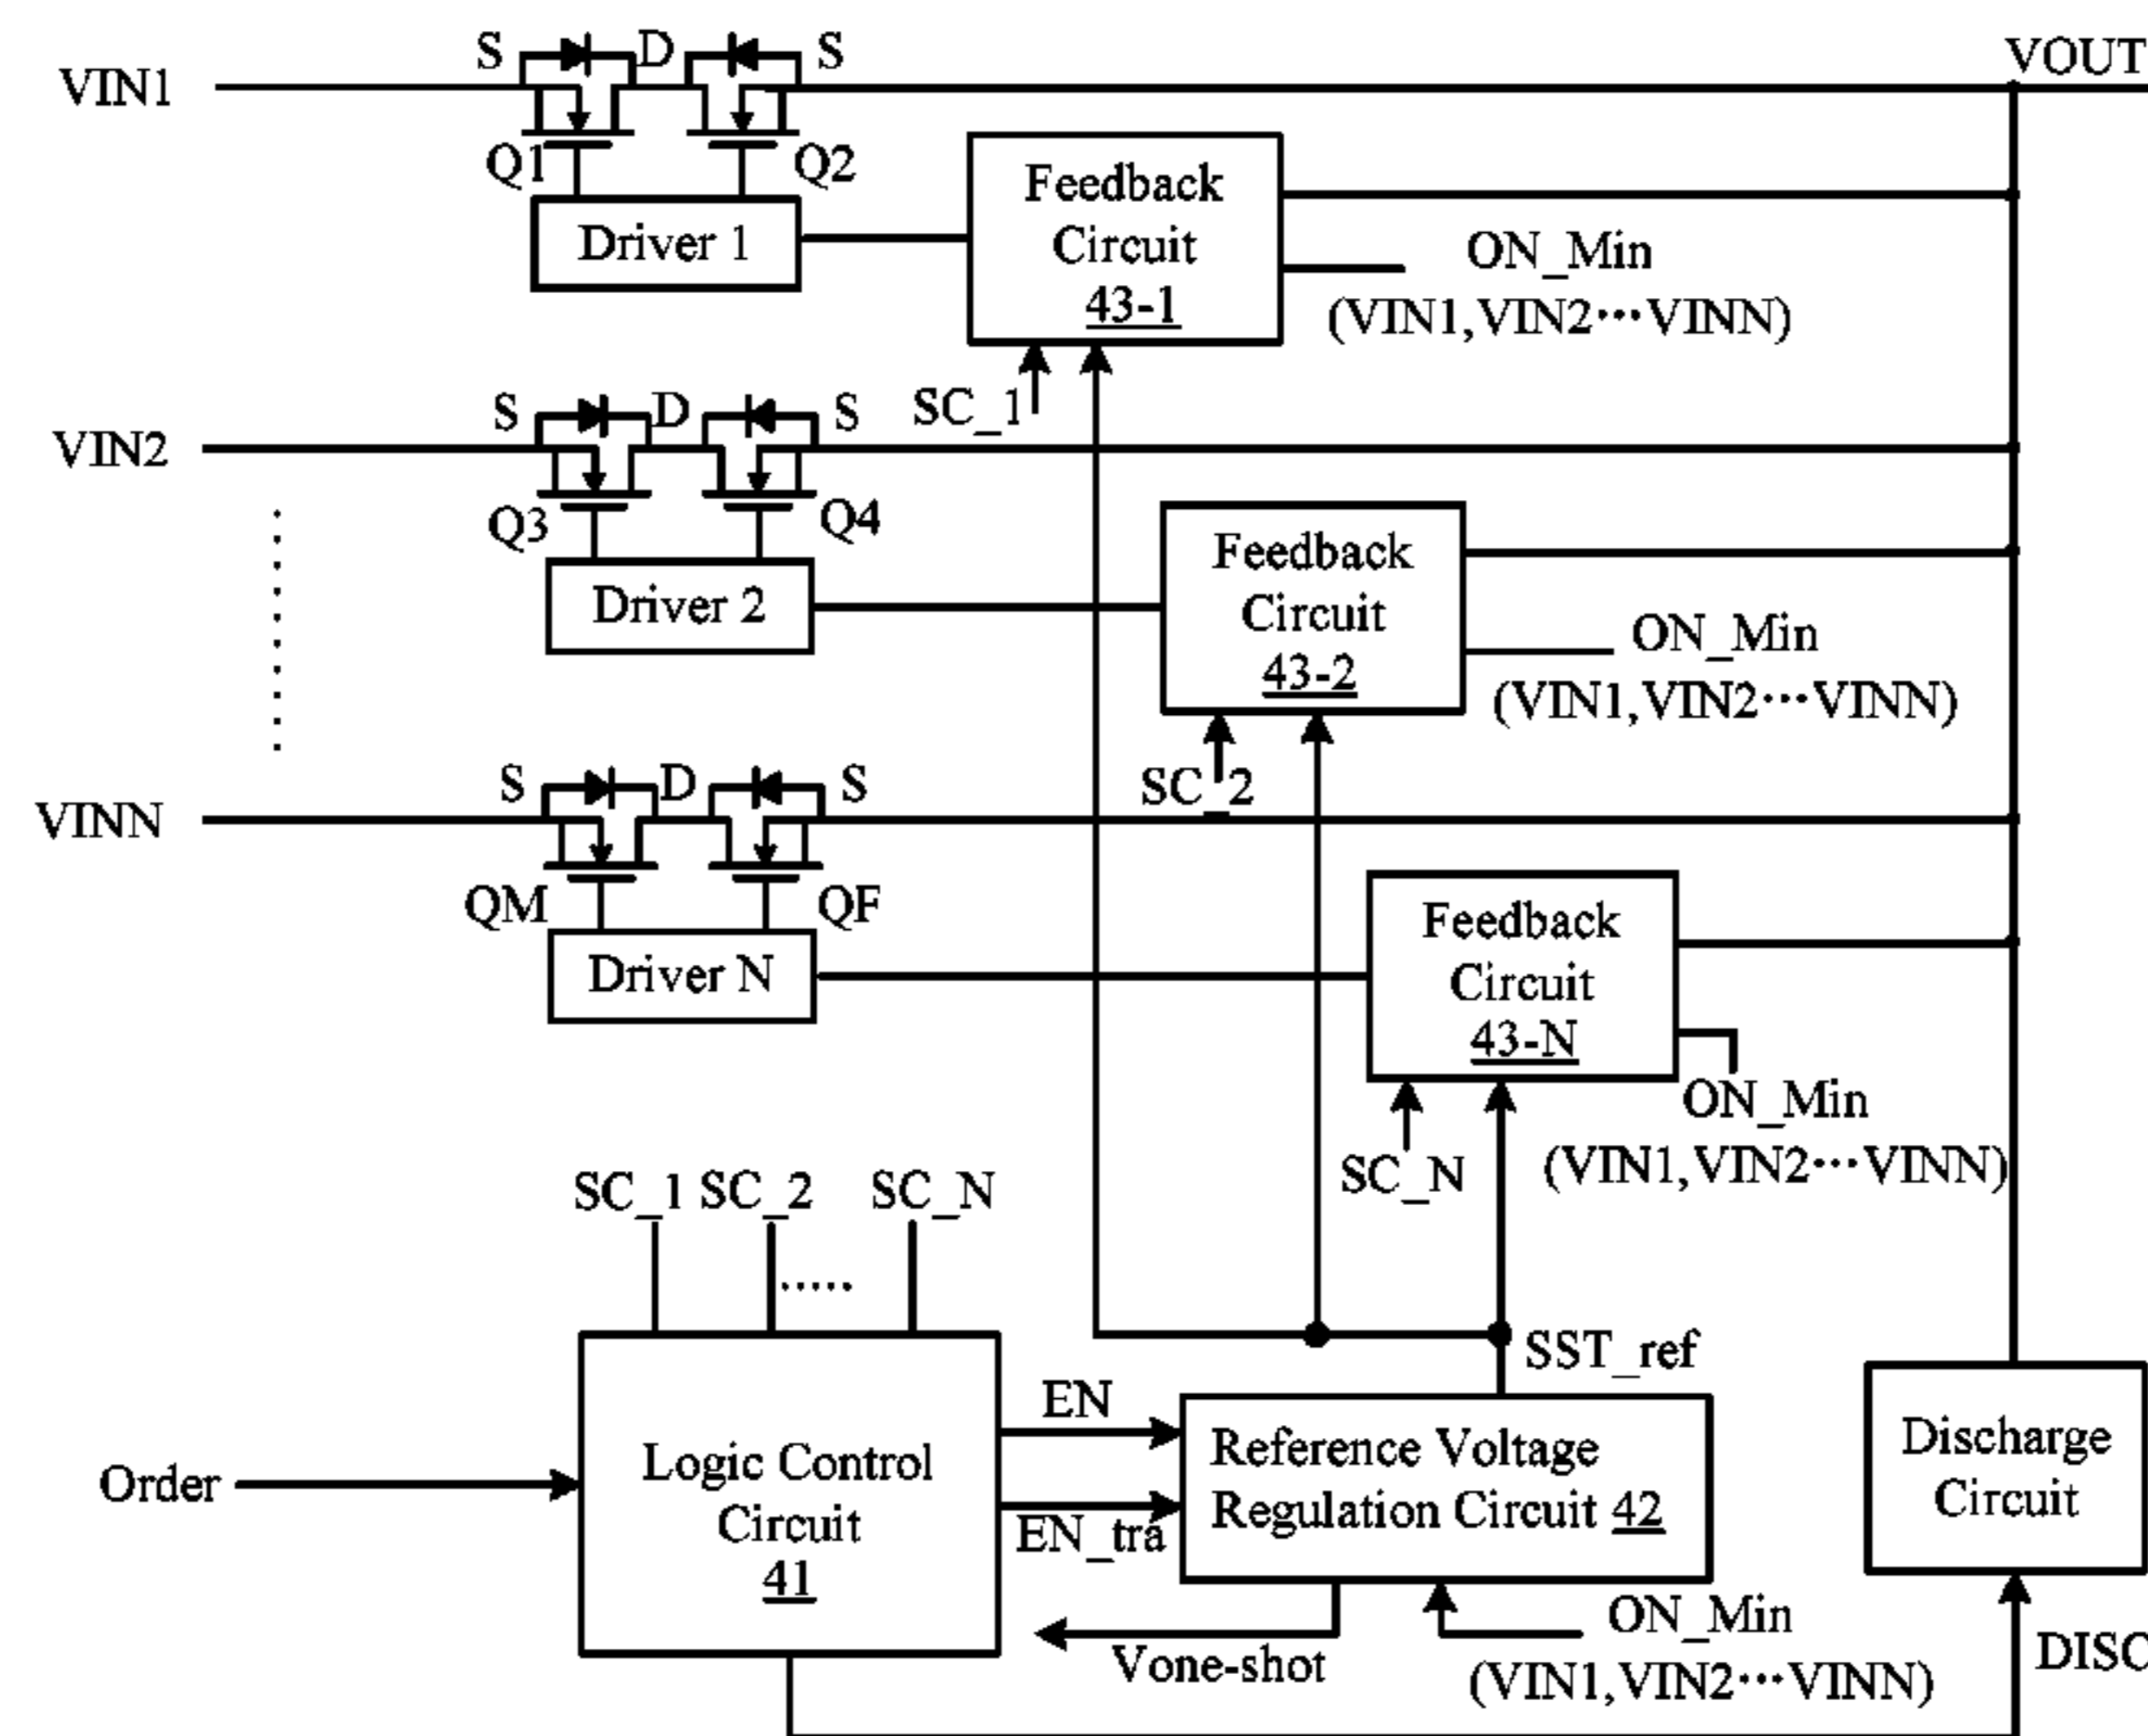 S D S
VOUT
VIN1
Q1 Q2
Driver 1
Feedback
Circuit
43-1
ON_Min
(VIN1,VIN2···VINN)
SC_1
S D S
VIN2
Q3 Q4
Driver 2
Feedback
Circuit
43-2
ON_Min
(VIN1,VIN2···VINN)
SC_2
S D S
VINN
QM QF
Driver N
Feedback
Circuit
43-N
ON_Min
(VIN1,VIN2···VINN)
SC_N
SC_1 SC_2 SC_N
SST_ref
Order
Logic Control
Circuit
41
EN
EN_tra
Reference Voltage
Regulation Circuit 42
Discharge
Circuit
Vone-shot
ON_Min
(VIN1,VIN2···VINN)
DISC